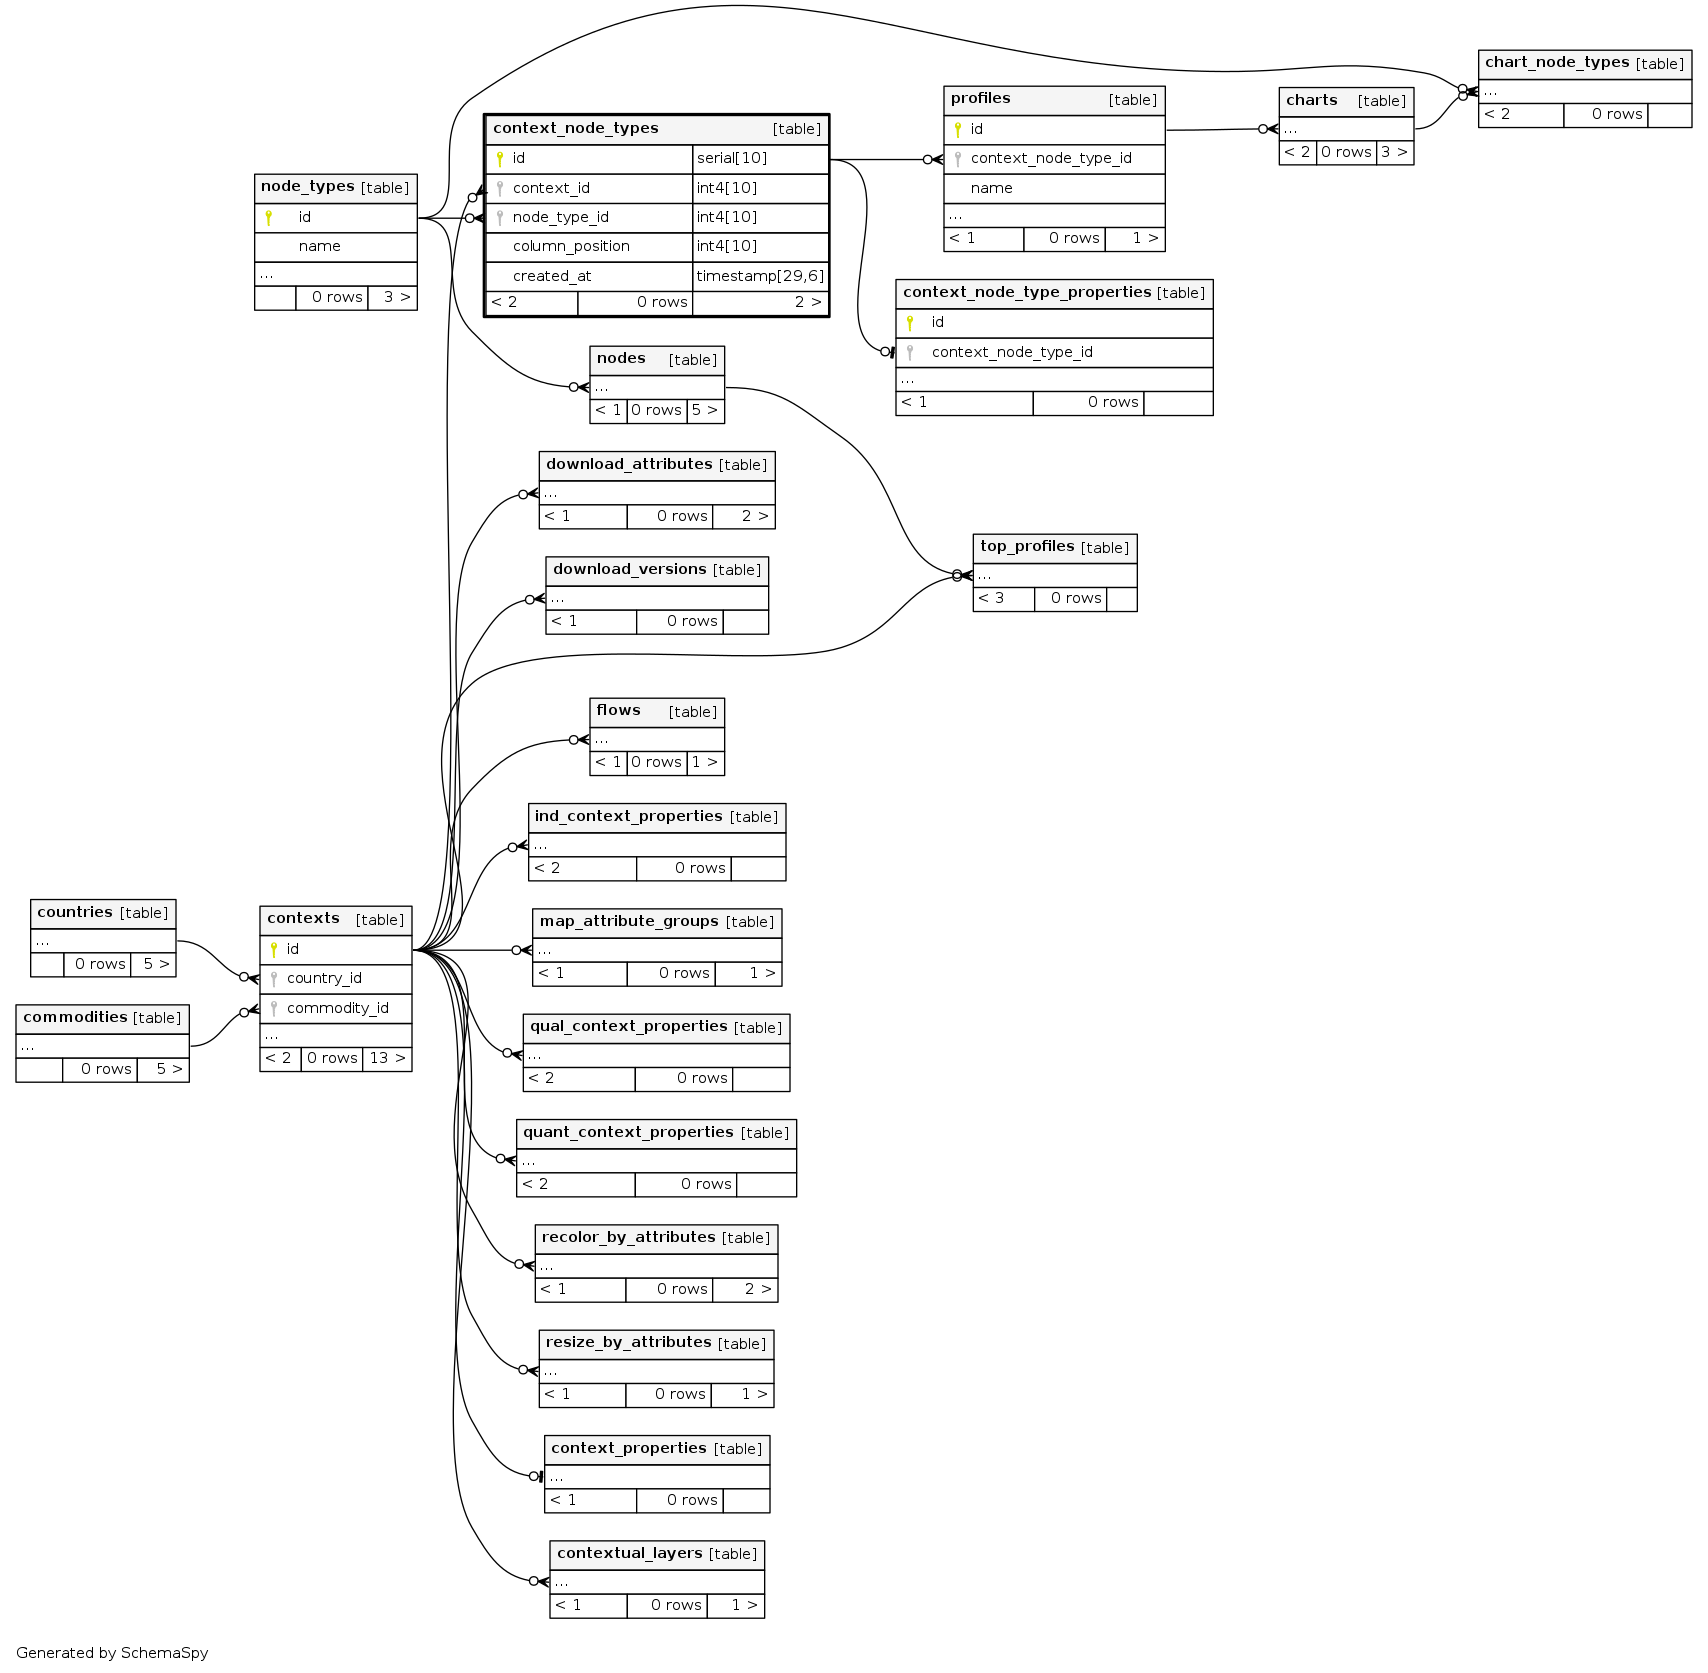 chart_node_types [table]
...
< 2 0 rows
profiles [table]
id
context_node_type_id
name
...
< 1 0 rows 1 >
charts [table]
...
< 2 0 rows 3 >
context_node_types [table]
id serial[10]
context_id int4[10]
node_type_id int4[10]
column_position int4[10]
created_at timestamp[29,6]
< 2 0 rows 2 >
node_types [table]
id
name
...
0 rows 3 >
context_node_type_properties [table]
id
context_node_type_id
...
< 1 0 rows
nodes [table]
...
< 1 0 rows 5 >
download_attributes [table]
...
< 1 0 rows 2 >
top_profiles [table]
...
< 3 0 rows
download_versions [table]
...
< 1 0 rows
flows [table]
...
< 1 0 rows 1 >
ind_context_properties [table]
...
< 2 0 rows
countries [table]
...
0 rows 5 >
contexts [table]
id
country_id
commodity_id
...
< 2 0 rows 13 >
map_attribute_groups [table]
...
< 1 0 rows 1 >
commodities [table]
...
0 rows 5 >
qual_context_properties [table]
...
< 2 0 rows
quant_context_properties [table]
...
< 2 0 rows
recolor_by_attributes [table]
...
< 1 0 rows 2 >
resize_by_attributes [table]
...
< 1 0 rows 1 >
context_properties [table]
...
< 1 0 rows
contextual_layers [table]
...
< 1 0 rows 1 >
Generated by SchemaSpy